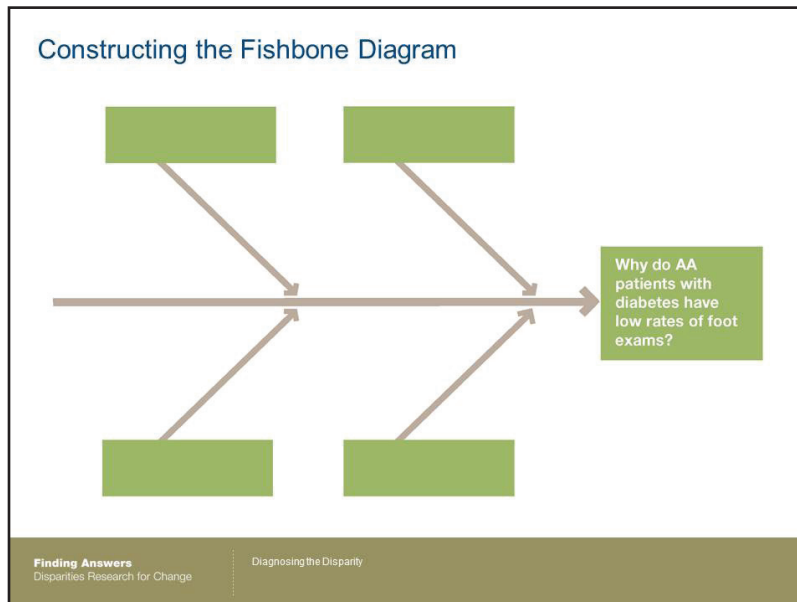 Constructing the Fishbone Diagram
Why do AA
patients with
diabetes have
low rates of foot
exams?
Finding Answers
Disparities Research for Change
Diagnosing the Disparity